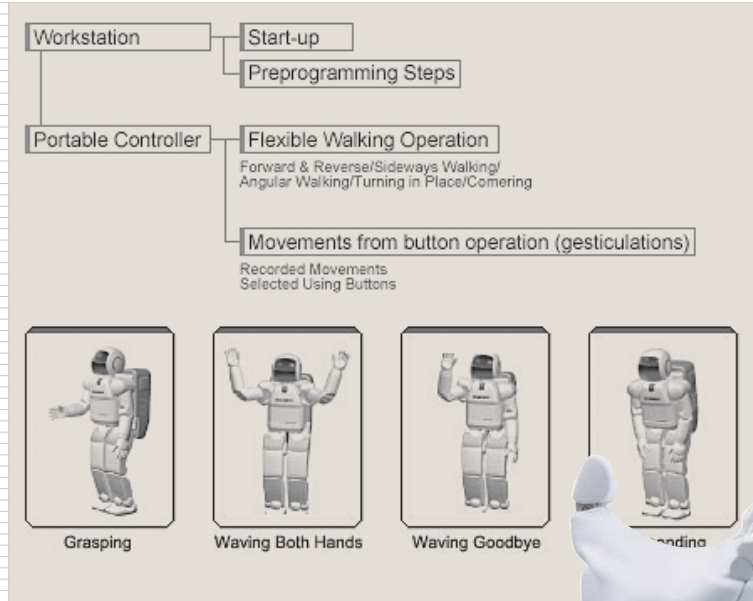 Workstation
Start-up
Preprogramming Steps
Portable Controller
Flexible Walking Operation
Forward & Reverse/Sideways Walking/
Angular Walking/Turning in Place/Cornering
Movements from button operation (gesticulations)
Recorded Movements
Selected Using Buttons
Grasping
Waving Both Hands
Waving Goodbye